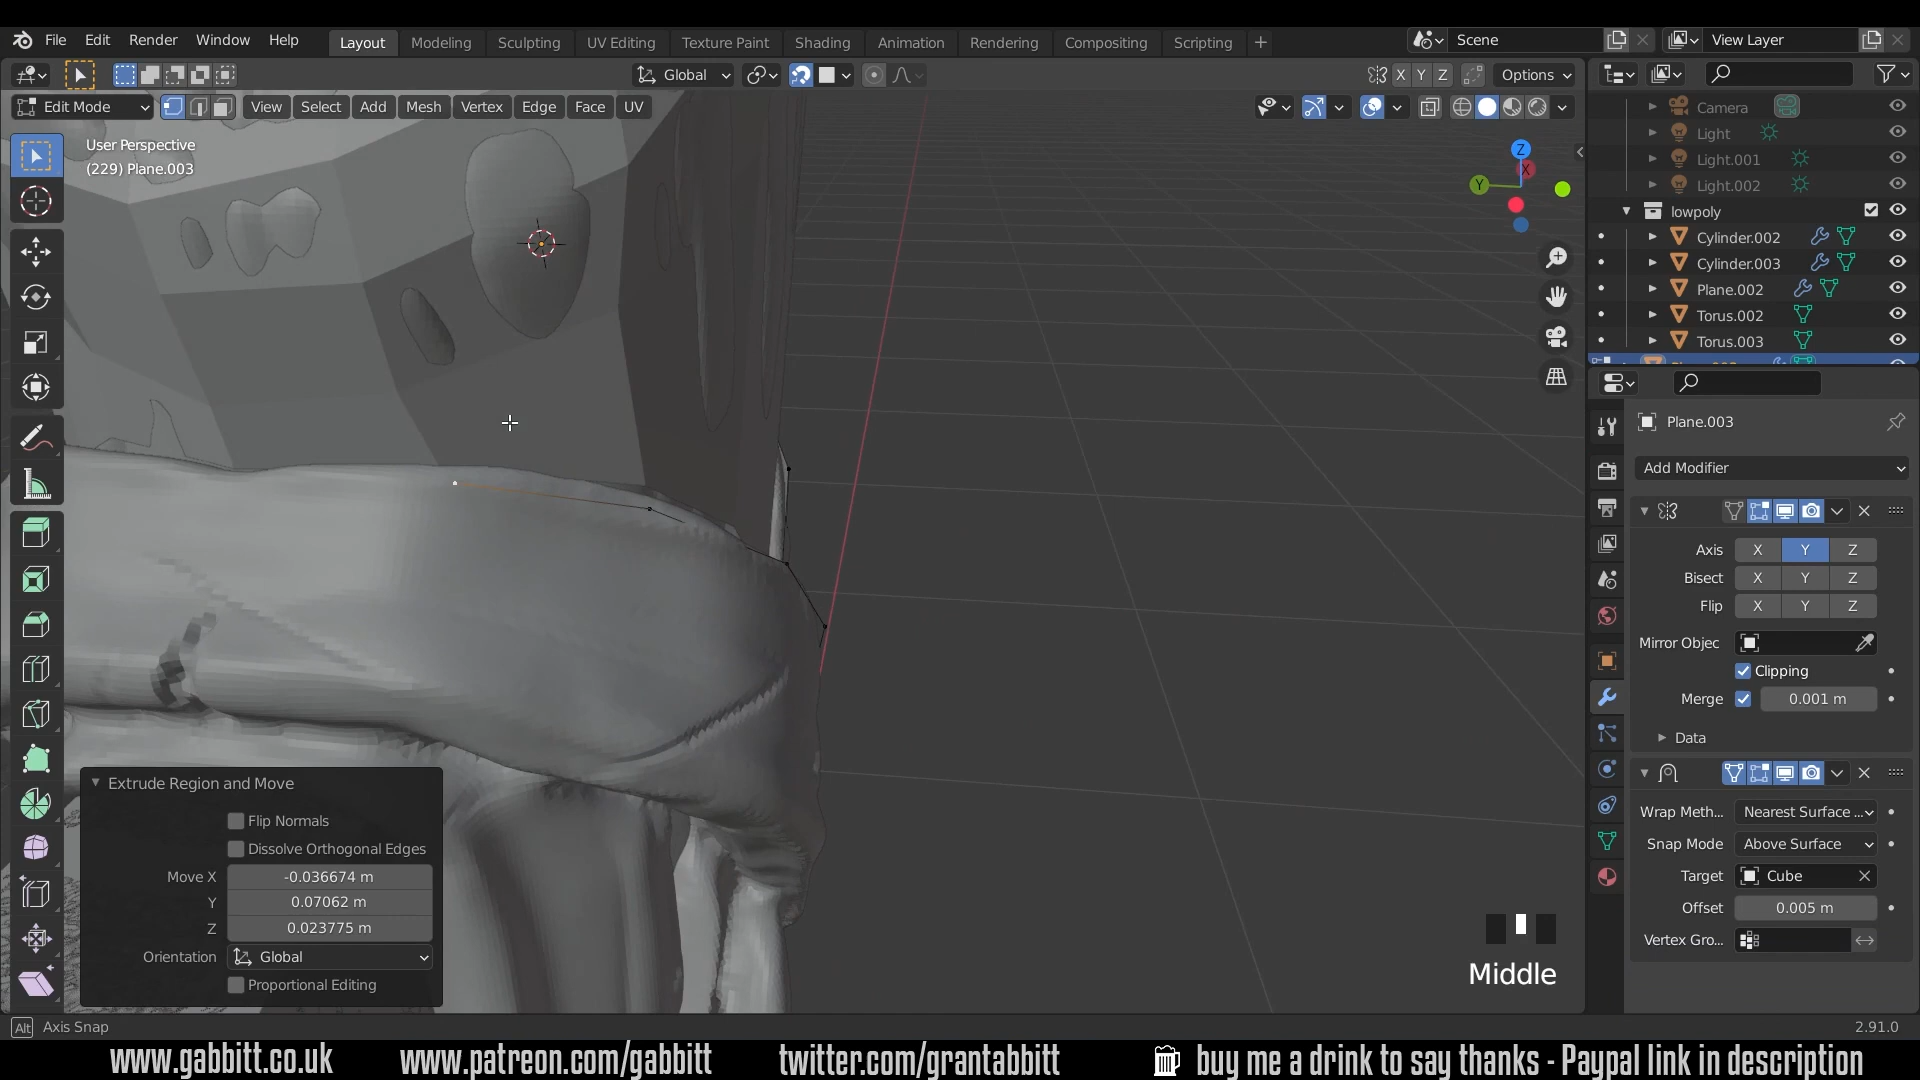 File Edit Render Window Help Layout Modeling Sculpting UV Editing Texture Paint Shading Animation Rendering Compositing Scripting + Scene View Layer
Global X Y Z Options
Edit Mode View Select Add Mesh Vertex Edge Face UV
User Perspective
(229) Plane.003
Z
X
Y
Camera
Light
Light.001
Light.002
lowpoly
Cylinder.002
Cylinder.003
Plane.002
Torus.002
Torus.003
Plane.003
Add Modifier
Axis X Y Z
Bisect X Y Z
Flip X Y Z
Mirror Objec
Clipping
Merge 0.001 m
Data
Wrap Meth... Nearest Surface ...
Snap Mode Above Surface
Target Cube
Offset 0.005 m
Vertex Gro...
Extrude Region and Move
Flip Normals
Dissolve Orthogonal Edges
Move X -0.036674 m
Y 0.07062 m
Z 0.023775 m
Orientation Global
Proportional Editing
Middle
Alt Axis Snap
2.91.0
www.gabbitt.co.uk www.patreon.com/gabbitt twitter.com/grantabbitt buy me a drink to say thanks - Paypal link in description